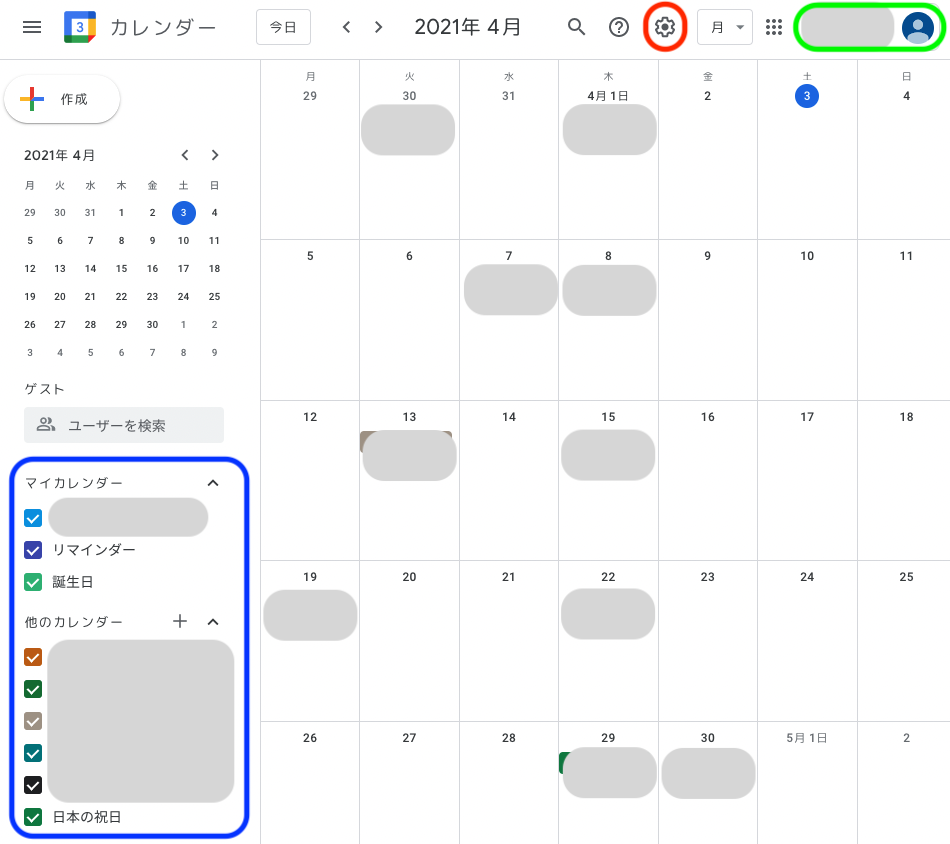 3 カレンダー 今日 2021年 4月 月
作成
2021年 4月
月 火 水 木 金 土 日
29 30 31 1 2 3 4
5 6 7 8 9 10 11
12 13 14 15 16 17 18
19 20 21 22 23 24 25
26 27 28 29 30 1 2
3 4 5 6 7 8 9
ゲスト
ユーザーを検索
マイカレンダー
リマインダー
誕生日
他のカレンダー
日本の祝日
月 火 水 木 金 土 日
29 30 31 4月 1日 2 3 4
5 6 7 8 9 10 11
12 13 14 15 16 17 18
19 20 21 22 23 24 25
26 27 28 29 30 5月 1日 2